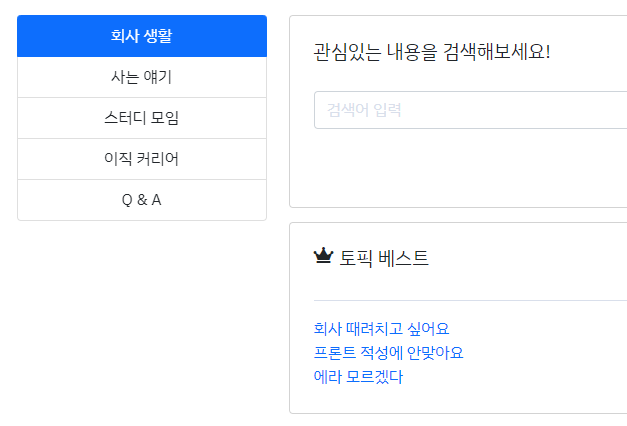 회사 생활
사는 얘기
스터디 모임
이직 커리어
Q & A
관심있는 내용을 검색해보세요!
검색어 입력
토픽 베스트
회사 때려치고 싶어요
프론트 적성에 안맞아요
에라 모르겠다